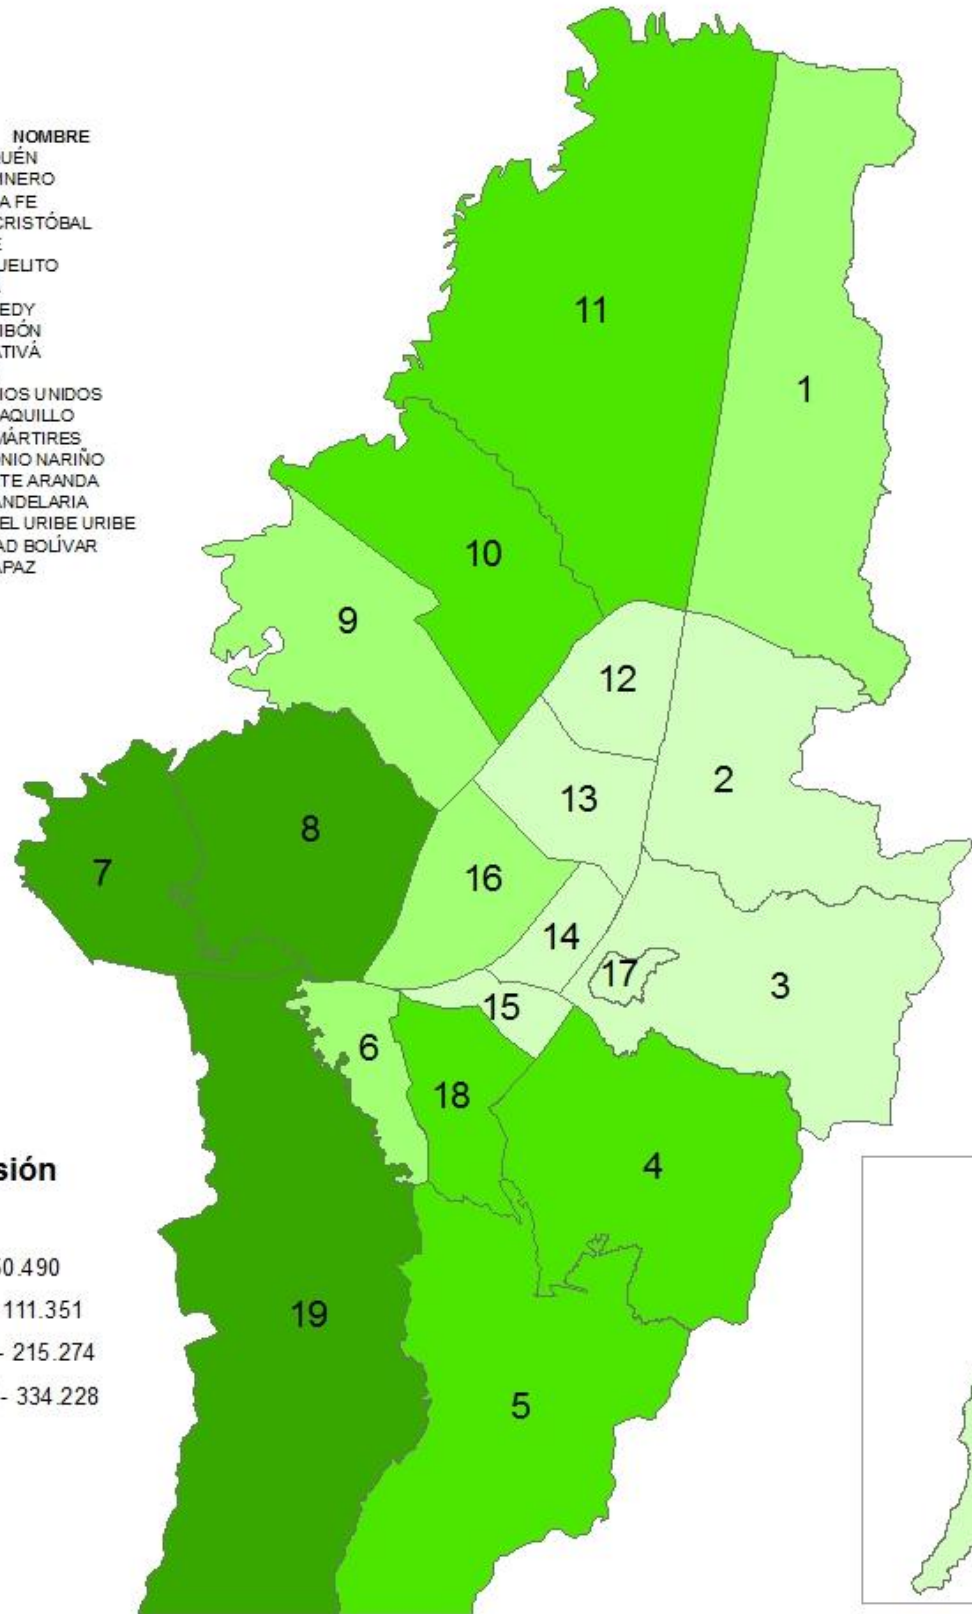 NOMBRE
UÉN
INERO
A FE
CRISTÓBAL
E
UELITO
EDY
IBÓN
ATIVÁ
IOS UNIDOS
AQUILLO
MÁRTIRES
NIO NARIÑO
TE ARANDA
ANDELARIA
EL URIBE URIBE
AD BOLÍVAR
APAZ
11
1
10
9
12
2
13
8
7
16
14
17
3
15
6
18
4
sión
0.490
111.351
- 215.274
- 334.228
19
5